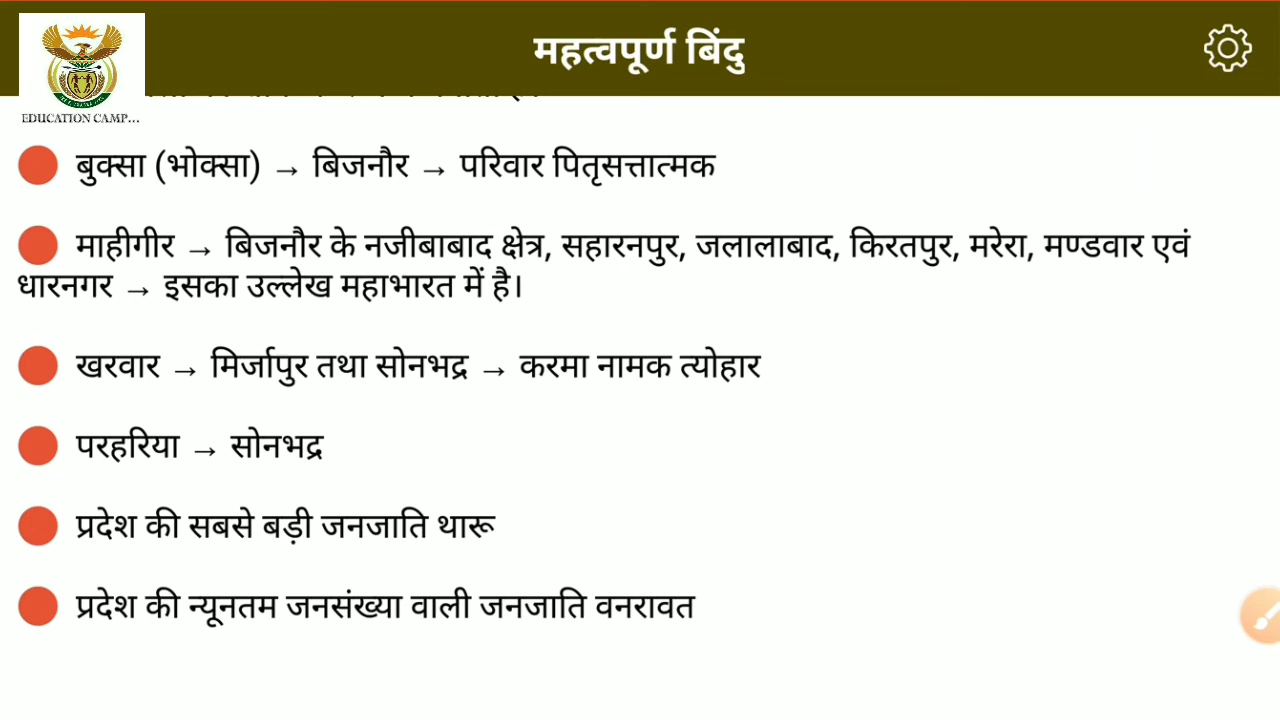 महत्वपूर्ण बिंदु
EDUCATION CAMP...
बुक्सा (भोक्सा) → बिजनौर → परिवार पितृसत्तात्मक
माहीगीर → बिजनौर के नजीबाबाद क्षेत्र, सहारनपुर, जलालाबाद, किरतपुर, मरेरा, मण्डवार एवं
धारनगर → इसका उल्लेख महाभारत में है।
खरवार → मिर्जापुर तथा सोनभद्र → करमा नामक त्योहार
परहरिया → सोनभद्र
प्रदेश की सबसे बड़ी जनजाति थारू
प्रदेश की न्यूनतम जनसंख्या वाली जनजाति वनरावत